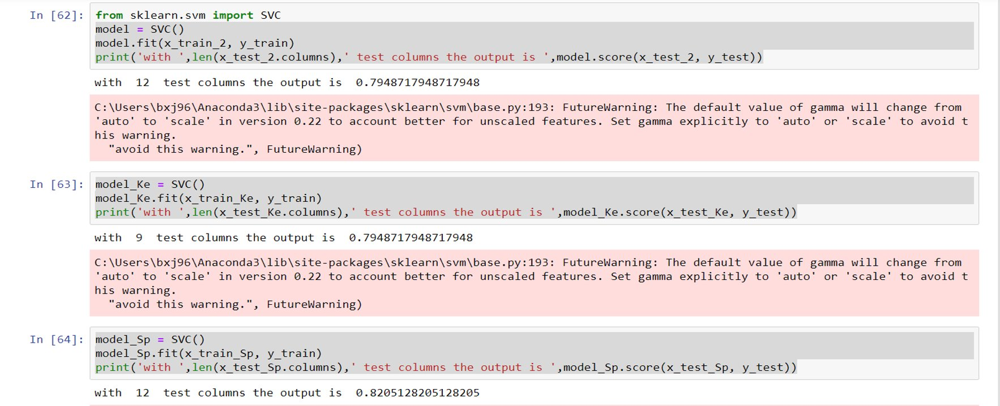 In [62]: from sklearn.svm import SVC
model = SVC()
model.fit(x_train_2, y_train)
print('with ',len(x_test_2.columns),' test columns the output is ',model.score(x_test_2, y_test))
with  12  test columns the output is  0.7948717948717948
C:\Users\bxj96\Anaconda3\lib\site-packages\sklearn\svm\base.py:193: FutureWarning: The default value of gamma will change from
'auto' to 'scale' in version 0.22 to account better for unscaled features. Set gamma explicitly to 'auto' or 'scale' to avoid t
his warning.
  "avoid this warning.", FutureWarning)
In [63]: model_Ke = SVC()
model_Ke.fit(x_train_Ke, y_train)
print('with ',len(x_test_Ke.columns),' test columns the output is ',model_Ke.score(x_test_Ke, y_test))
with  9  test columns the output is  0.7948717948717948
C:\Users\bxj96\Anaconda3\lib\site-packages\sklearn\svm\base.py:193: FutureWarning: The default value of gamma will change from
'auto' to 'scale' in version 0.22 to account better for unscaled features. Set gamma explicitly to 'auto' or 'scale' to avoid t
his warning.
  "avoid this warning.", FutureWarning)
In [64]: model_Sp = SVC()
model_Sp.fit(x_train_Sp, y_train)
print('with ',len(x_test_Sp.columns),' test columns the output is ',model_Sp.score(x_test_Sp, y_test))
with  12  test columns the output is  0.8205128205128205